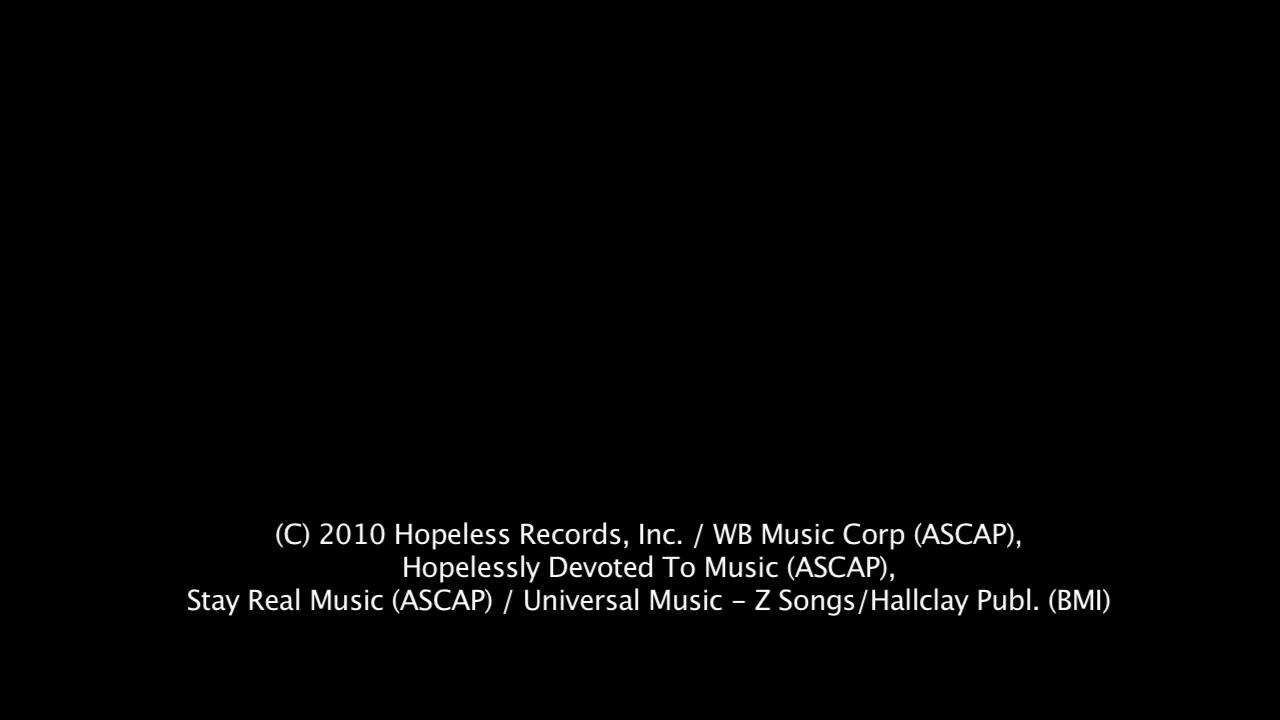 (C) 2010 Hopeless Records, Inc. / WB Music Corp (ASCAP),
Hopelessly Devoted To Music (ASCAP),
Stay Real Music (ASCAP) / Universal Music - Z Songs/Hallclay Publ. (BMI)